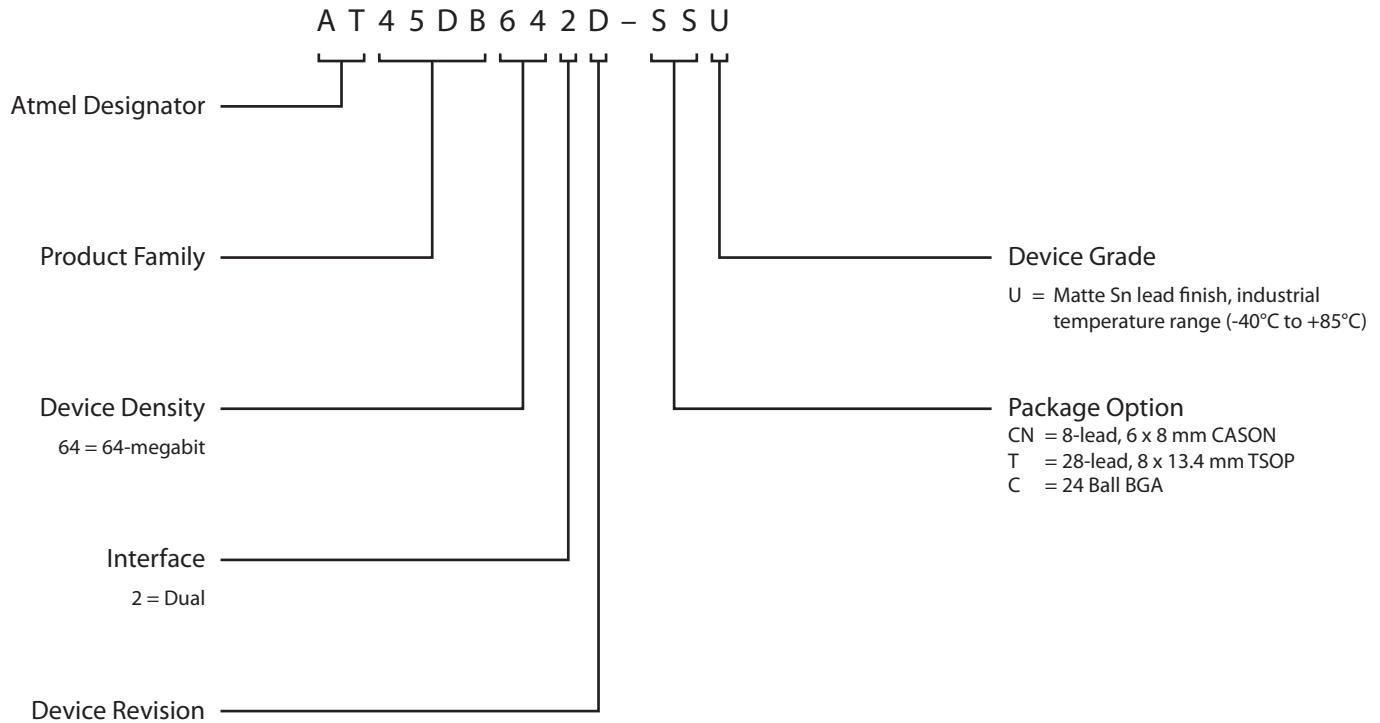 A T 4 5 D B 6 4 2 D – S S U
Atmel Designator
Product Family
Device Density
64 = 64-megabit
Interface
2 = Dual
Device Revision
Device Grade
U = Matte Sn lead finish, industrial
temperature range (-40°C to +85°C)
Package Option
CN = 8-lead, 6 x 8 mm CASON
T = 28-lead, 8 x 13.4 mm TSOP
C = 24 Ball BGA